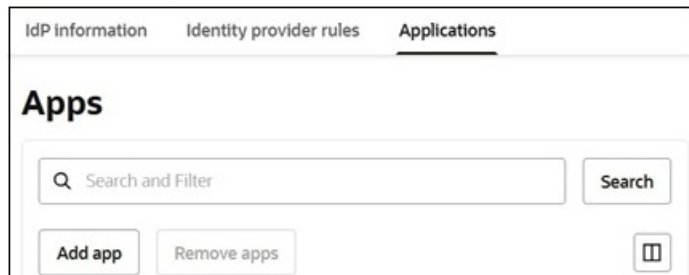 IdP information Identity provider rules Applications
Apps
Search and Filter Search
Add app Remove apps